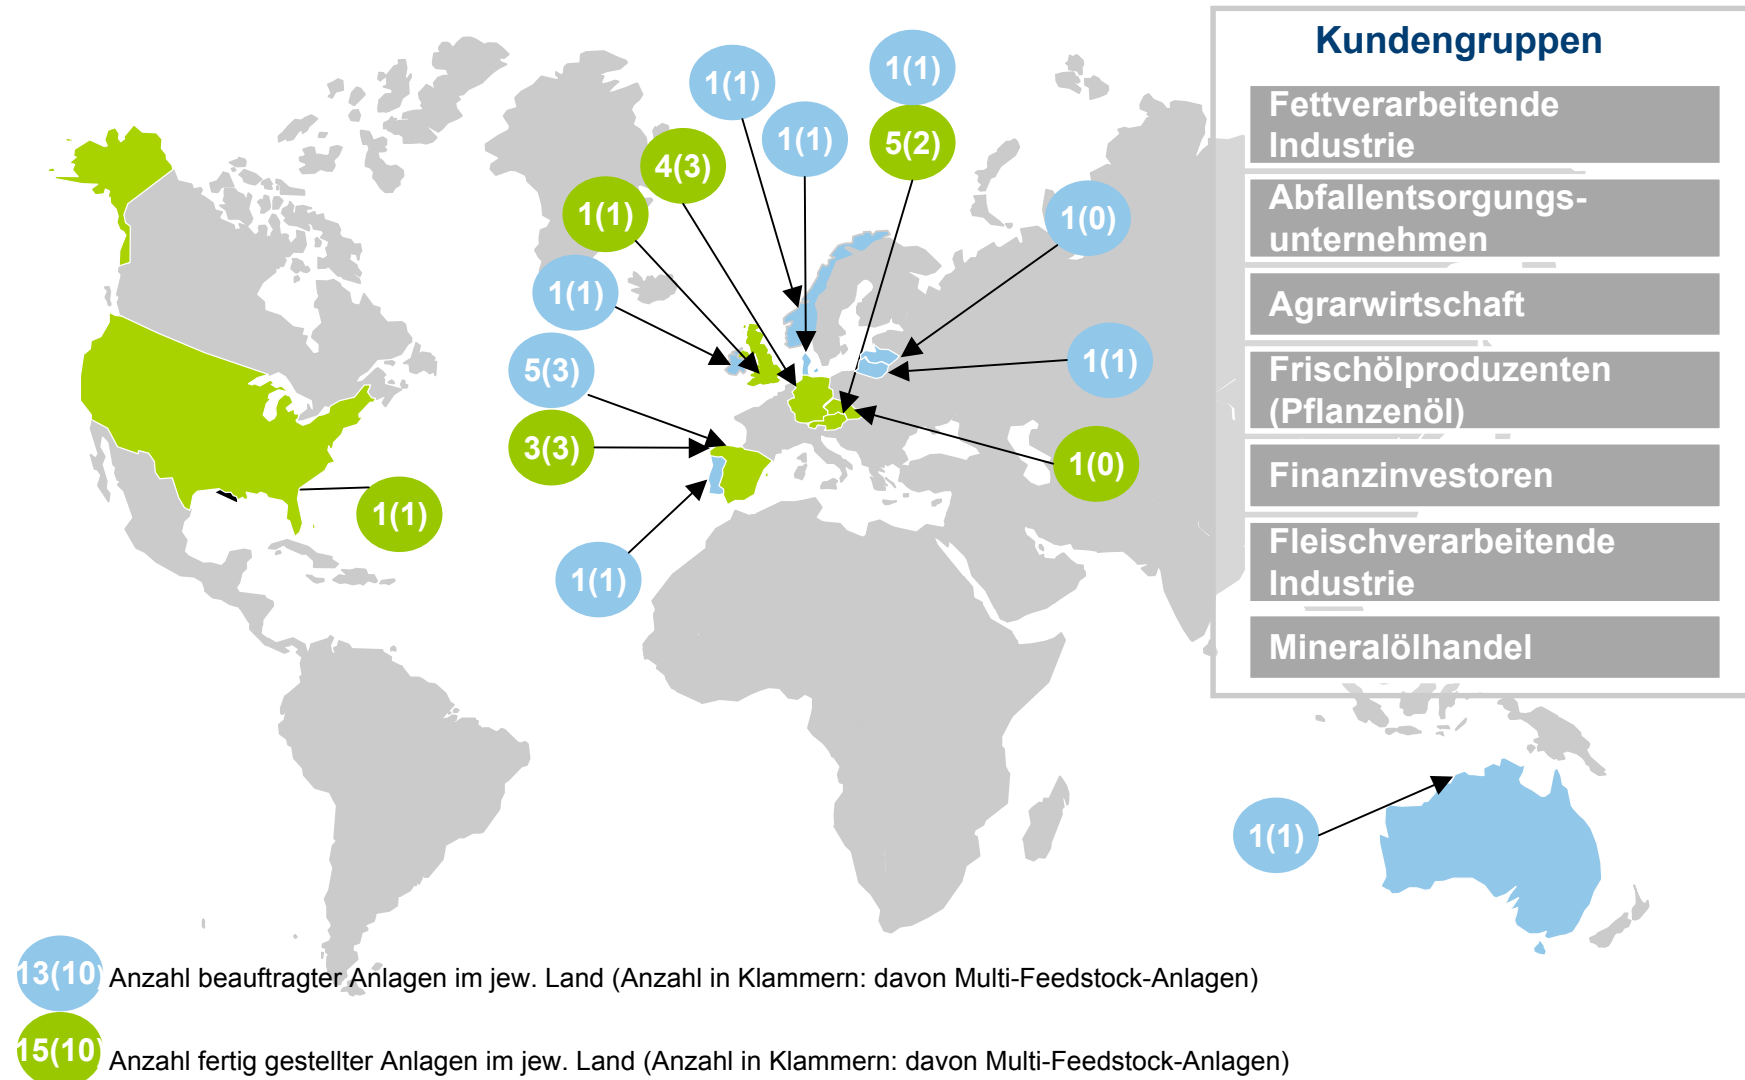 Kundengruppen
Fettverarbeitende
Industrie
Abfallentsorgungs-
unternehmen
Agrarwirtschaft
Frischölproduzenten
(Pflanzenöl)
Finanzinvestoren
Fleischverarbeitende
Industrie
Mineralölhandel
1(1)
1(1)
1(1)
5(2)
4(3)
1(1)
1(0)
1(1)
5(3)
1(1)
3(3)
1(0)
1(1)
1(1)
1(1)
13(10) Anzahl beauftragter Anlagen im jew. Land (Anzahl in Klammern: davon Multi-Feedstock-Anlagen)
15(10) Anzahl fertig gestellter Anlagen im jew. Land (Anzahl in Klammern: davon Multi-Feedstock-Anlagen)